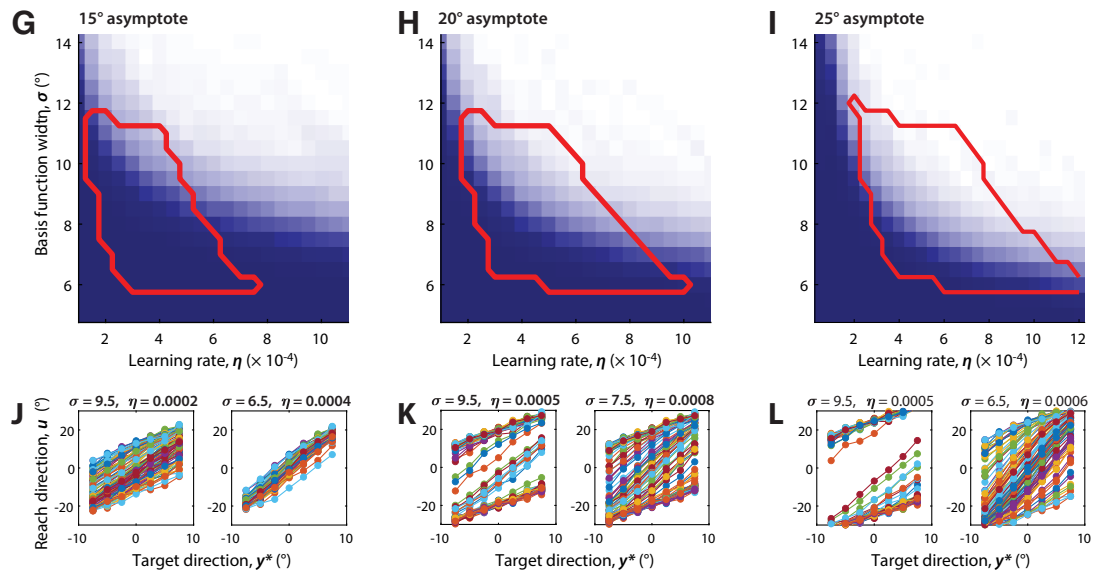 G 15° asymptote
14
12
10
8
6
2 4 6 8 10
Basis function widtη, σ (°)
Learning rate, η (× 10-4)
H 20° asymptote
14
12
10
8
6
2 4 6 8 10
Learning rate, η (× 10-4)
I 25° asymptote
14
12
10
8
6
2 4 6 8 10 12
Learning rate, η (× 10-4)
J σ = 9.5, η = 0.0002 σ = 6.5, η = 0.0004
Reach direction, u (°)
20
0
-20
-10 0 10
20
0
-20
-10 0 10
Target direction, y* (°)
K σ = 9.5, η = 0.0005 σ = 7.5, η = 0.0008
20
0
-20
-10 0 10
20
0
-20
-10 0 10
Target direction, y* (°)
L σ = 9.5, η = 0.0005 σ = 6.5, η = 0.0006
20
0
-20
-10 0 10
20
0
-20
-10 0 10
Target direction, y* (°)